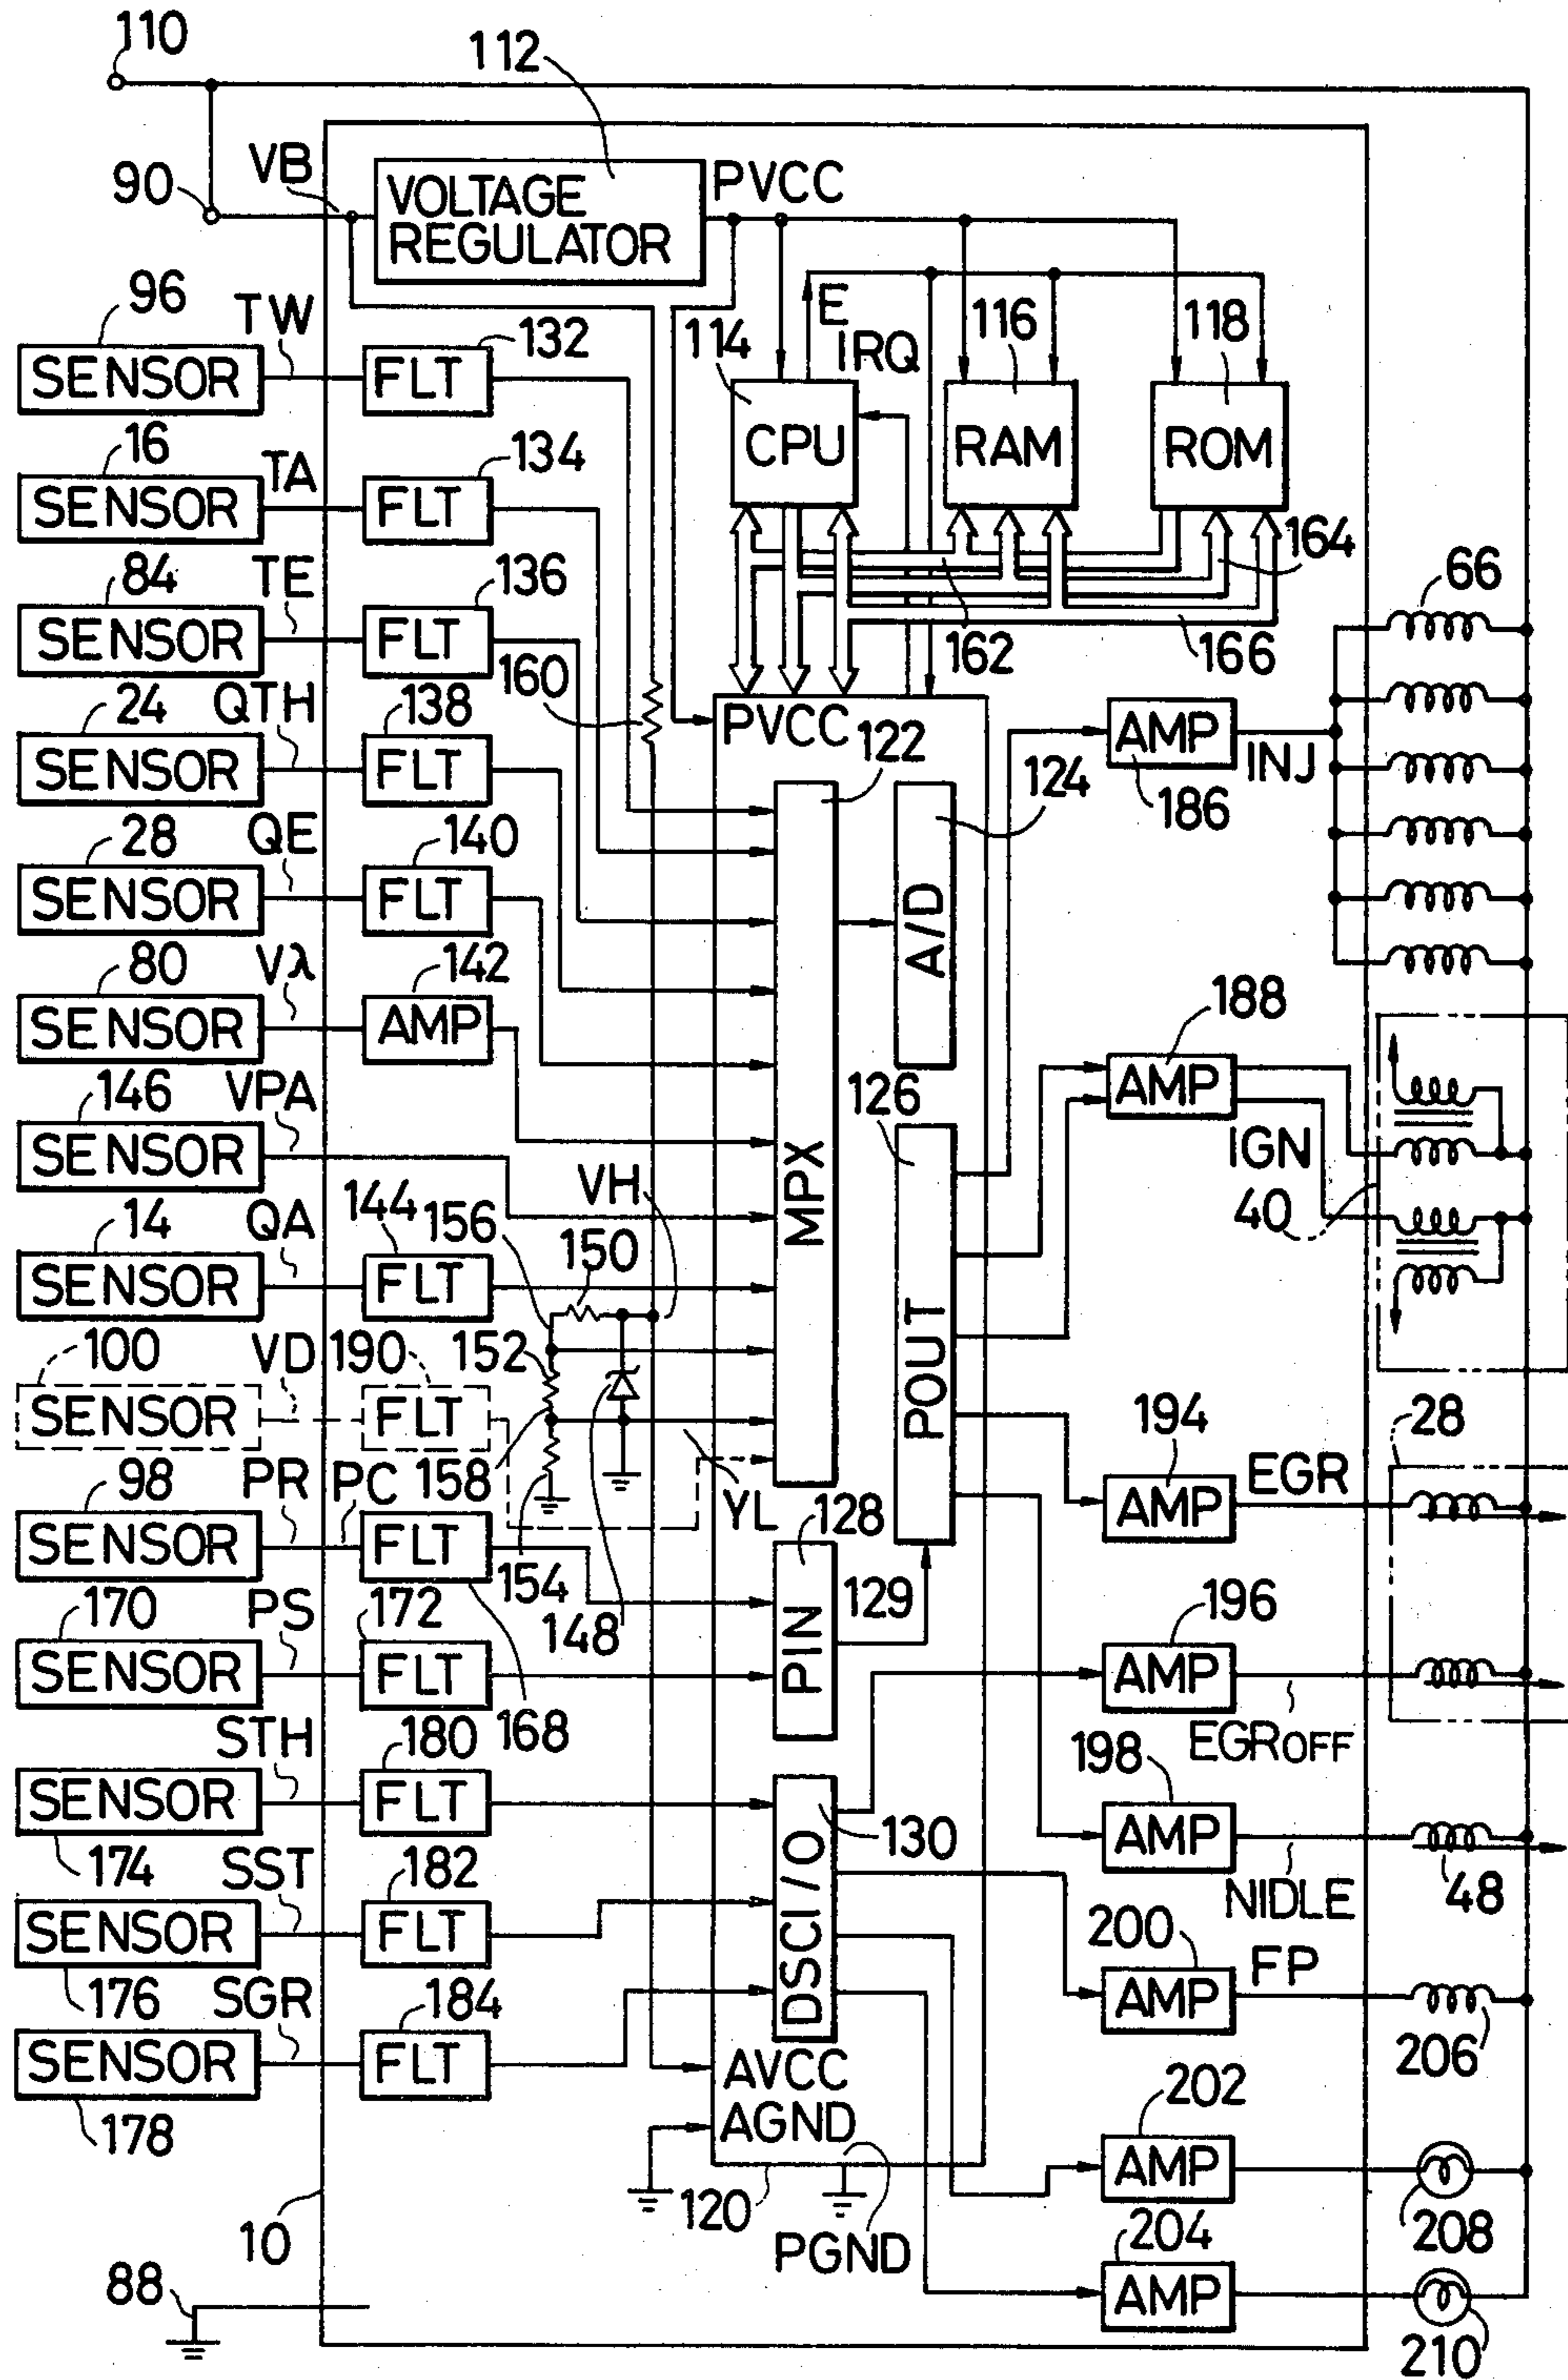 110
112
VB
PVCC
90
VOLTAGE
REGULATOR
96
TW
132
114
E
IRQ
116
118
SENSOR
FLT
CPU
RAM
ROM
16
TA
134
SENSOR
FLT
164
84
TE
136
66
SENSOR
FLT
160
162
166
24
QTH
138
PVCC
122
AMP
INJ
SENSOR
FLT
124
186
28
QE
140
SENSOR
FLT
A/D
80
Vλ
142
188
SENSOR
AMP
126
AMP
146
VPA
SENSOR
MPX
IGN
40
14
QA
144
156
VH
150
SENSOR
FLT
POUT
100
VD
190
152
SENSOR
FLT
194
28
98
PR
PC
158
YL
128
EGR
AMP
SENSOR
FLT
154
129
170
PS
172
148
196
SENSOR
FLT
PIN
AMP
168
EGROFF
STH
180
198
SENSOR
FLT
130
AMP
174
SST
182
NIDLE
48
SENSOR
FLT
DSCI/O
200
FP
176
SGR
184
AMP
SENSOR
FLT
AVCC
206
178
AGND
202
AMP
10
120
PGND
204
208
88
AMP
210